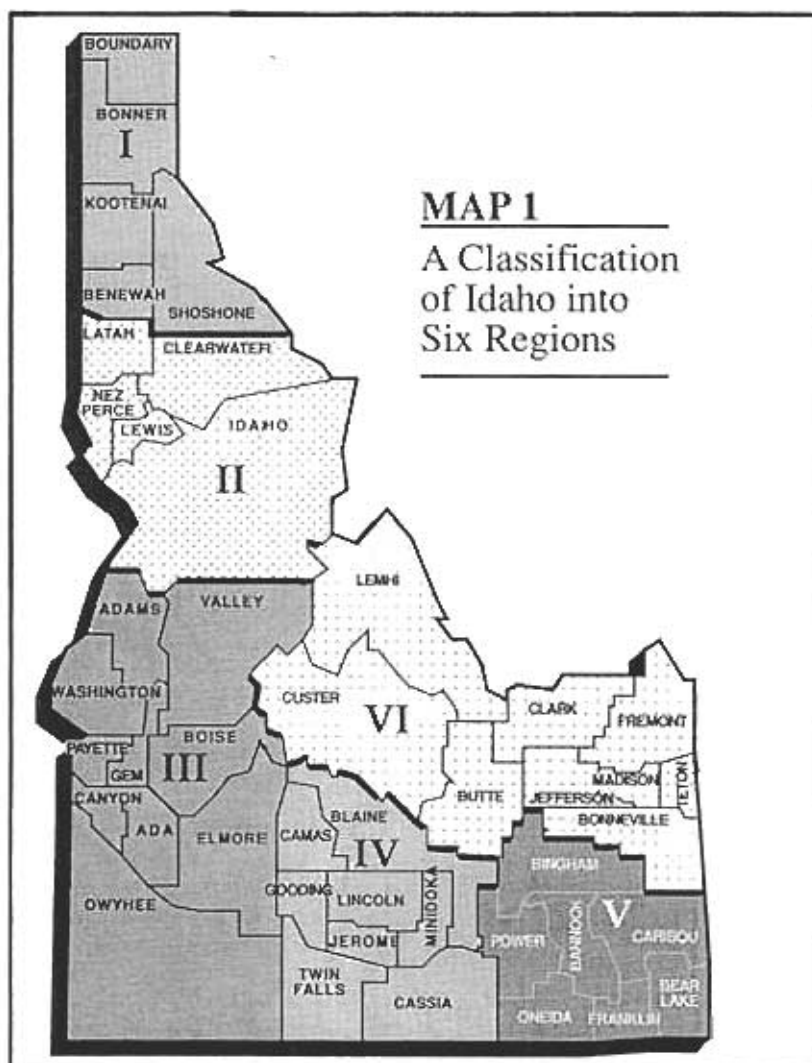 BOUNDARY
BONNER
I
KOOTENAI
MAP 1
A Classification
of Idaho into
Six Regions
BENEWAH
SHOSHONE
LATAH
CLEARWATER
NEZ
PERCE
LEWIS
IDAHO
II
LEMHI
ADAMS
VALLEY
WASHINGTON
CUSTER
VI
CLARK
FREMONT
BOISE
PAYETTE
III
GEM
MADISON
TETON
CANYON
BUTTE
JEFFERSON
ADA
ELMORE
BLAINE
CAMAS
IV
BONNEVILLE
BINGHAM
GOODING
LINCOLN
MINIDOKA
OWYHEE
V
POWER
BANNOCK
CARIBOU
JEROME
TWIN
FALLS
CASSIA
BEAR
LAKE
ONEIDA
FRANKLIN